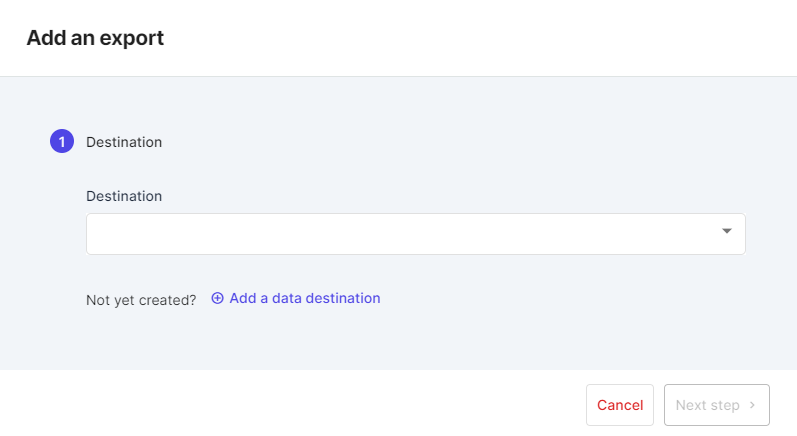 Add an export
1 Destination
Destination
Not yet created? Add a data destination
Cancel Next step